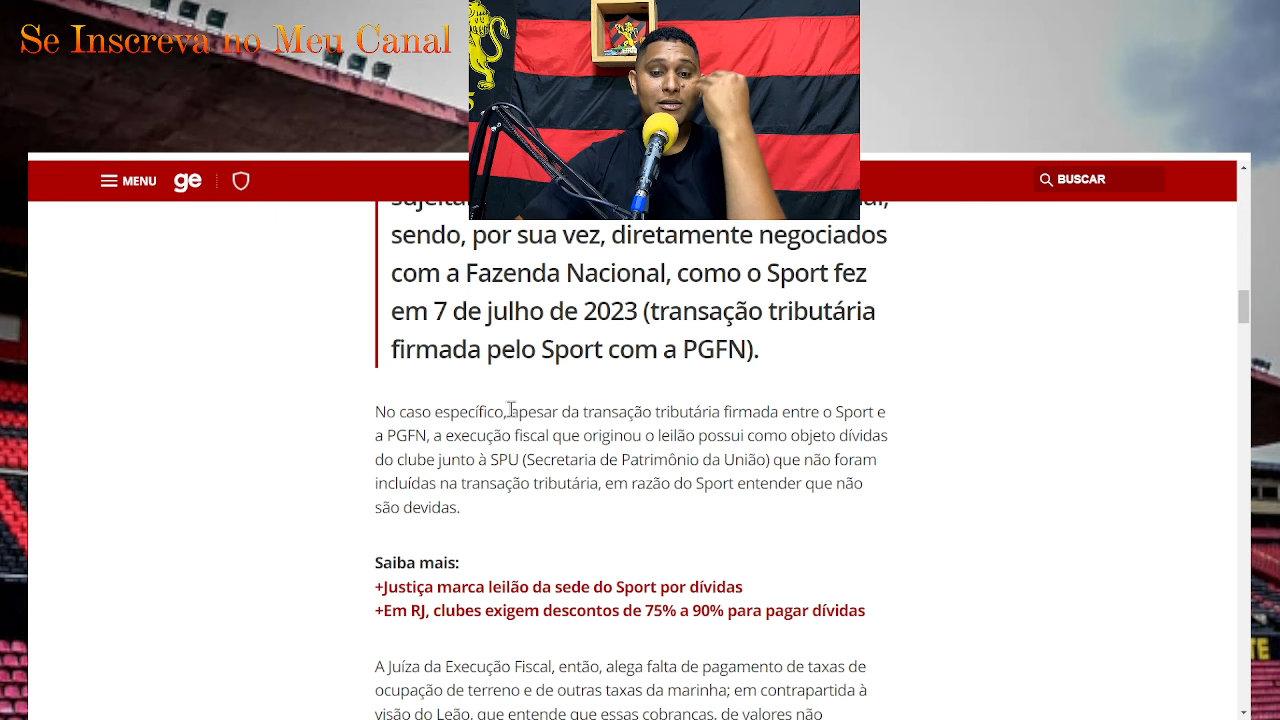 Se Inscreva no Meu Canal
MENU
ge
BUSCAR
sendo, por sua vez, diretamente negociados
com a Fazenda Nacional, como o Sport fez
em 7 de julho de 2023 (transação tributária
firmada pelo Sport com a PGFN).
No caso específico, apesar da transação tributária firmada entre o Sport e
a PGFN, a execução fiscal que originou o leilão possui como objeto dívidas
do clube junto à SPU (Secretaria de Patrimônio da União) que não foram
incluídas na transação tributária, em razão do Sport entender que não
são devidas.
Saiba mais:
+Justiça marca leilão da sede do Sport por dívidas
+Em RJ, clubes exigem descontos de 75% a 90% para pagar dívidas
A Juíza da Execução Fiscal, então, alega falta de pagamento de taxas de
ocupação de terreno e de outras taxas da marinha; em contrapartida à
visão do Leão, que entende que essas cobranças, de valores não